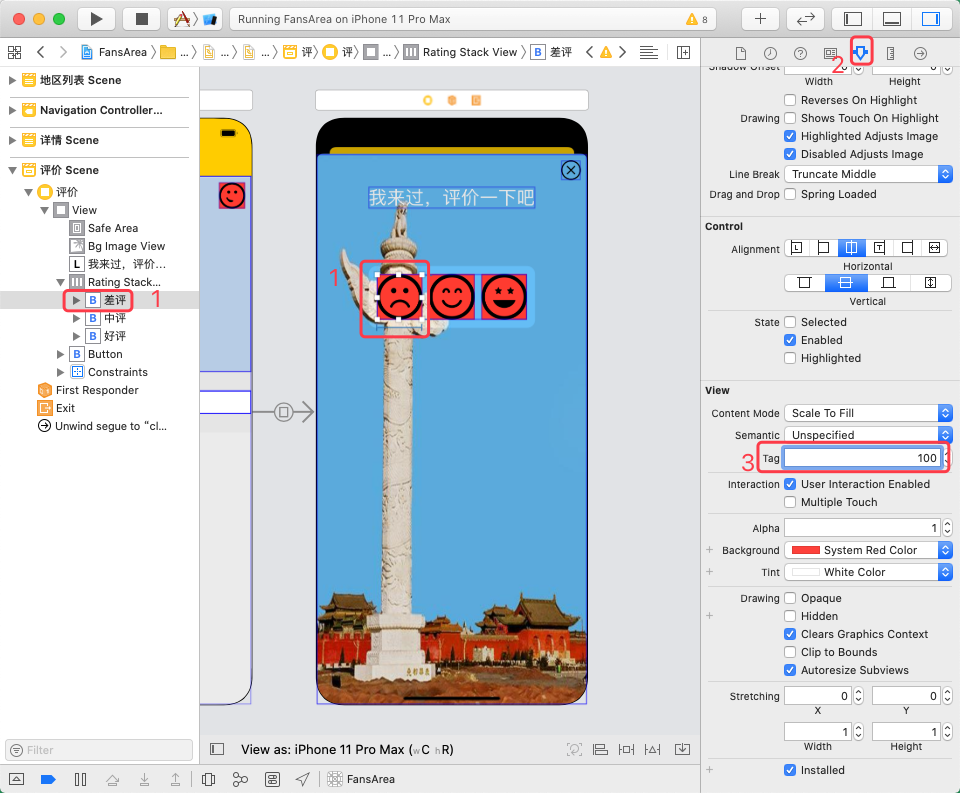 Running FansArea on iPhone 11 Pro Max
8
FansArea
...
...
...
评
评
...
Rating Stack View
B
差评
地区列表 Scene
Navigation Controller...
详情 Scene
评价 Scene
评价
View
Safe Area
Bg Image View
L 我来过，评价...
Rating Stack...
B 差评
1
B 中评
B 好评
B Button
Constraints
First Responder
Exit
Unwind segue to "cl...
Filter
我来过，评价一下吧
1
View as: iPhone 11 Pro Max (wC hR)
FansArea
2
Shadow Offset 0 0
Width Height
Reverses On Highlight
Drawing Shows Touch On Highlight
Highlighted Adjusts Image
Disabled Adjusts Image
Line Break Truncate Middle
Drag and Drop Spring Loaded
Control
Alignment
Horizontal
Vertical
State Selected
Enabled
Highlighted
View
Content Mode Scale To Fill
Semantic Unspecified
3 Tag 100
Interaction User Interaction Enabled
Multiple Touch
Alpha 1
+ Background System Red Color
+ Tint White Color
Drawing Opaque
+ Hidden
Clears Graphics Context
Clip to Bounds
Autoresize Subviews
Stretching 0 0
X Y
1 1
Width Height
+ Installed